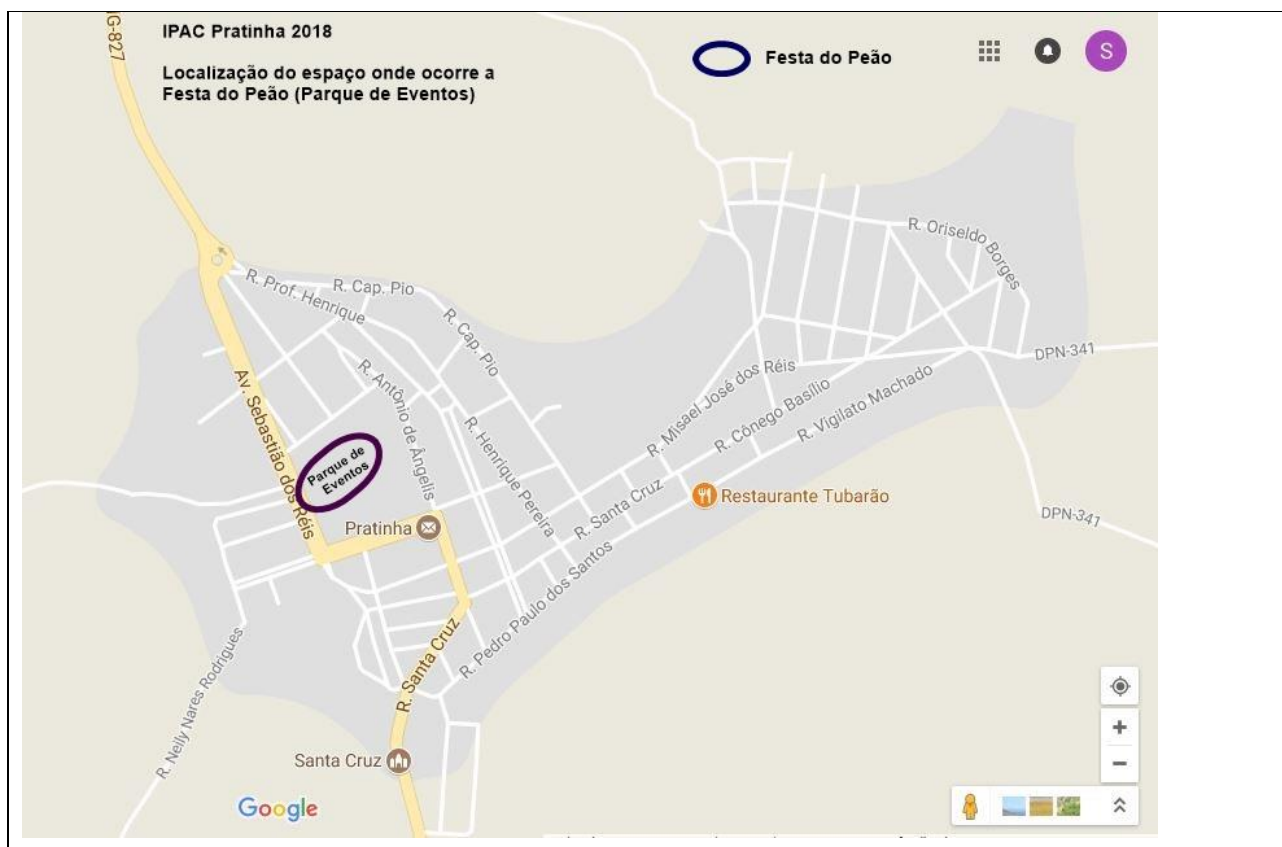 IPAC Pratinha 2018
Localização do espaço onde ocorre a
Festa do Peão (Parque de Eventos)
Festa do Peão
S
G-827
R. Oriseldo Borges
R. Cap. Pio
R. Prof. Henrique
R. Cap. Pio
DPN-341
R. Antônio de Ângelis
R. Misael José dos Réis
Av. Sebastião dos Réis
R. Cônego Basílio
R. Vigilato Machado
R. Henrique Pereira
Parque de
Eventos
R. Santa Cruz
Restaurante Tubarão
DPN-341
Pratinha
R. Pedro Paulo dos Santos
R. Santa Cruz
R. Neily Nares Rodrigues
Santa Cruz
Google